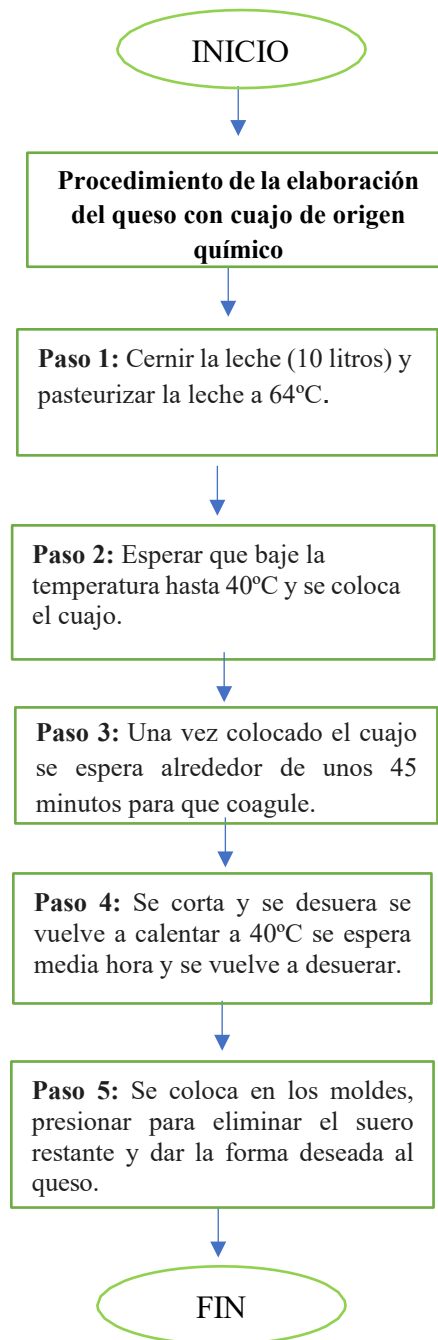 INICIO
Procedimiento de la elaboración
del queso con cuajo de origen
químico
Paso 1: Cernir la leche (10 litros) y
pasteurizar la leche a 64ºC.
Paso 2: Esperar que baje la
temperatura hasta 40ºC y se coloca
el cuajo.
Paso 3: Una vez colocado el cuajo
se espera alrededor de unos 45
minutos para que coagule.
Paso 4: Se corta y se desuera se
vuelve a calentar a 40ºC se espera
media hora y se vuelve a desuerar.
Paso 5: Se coloca en los moldes,
presionar para eliminar el suero
restante y dar la forma deseada al
queso.
FIN